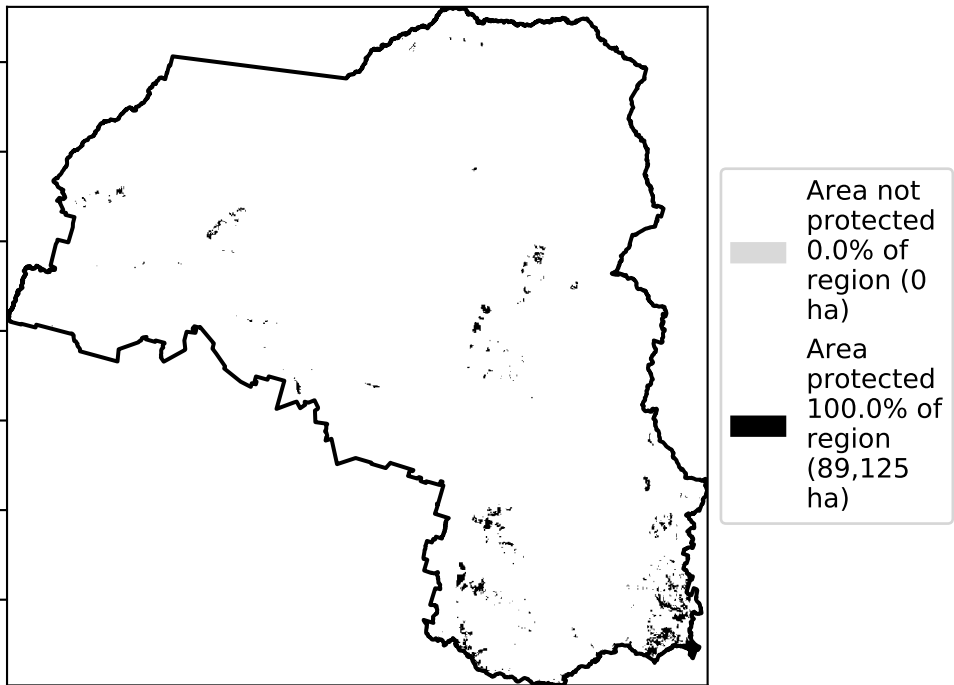 Area not
protected
0.0% of
region (0
ha)
Area
protected
100.0% of
region
(89,125
ha)